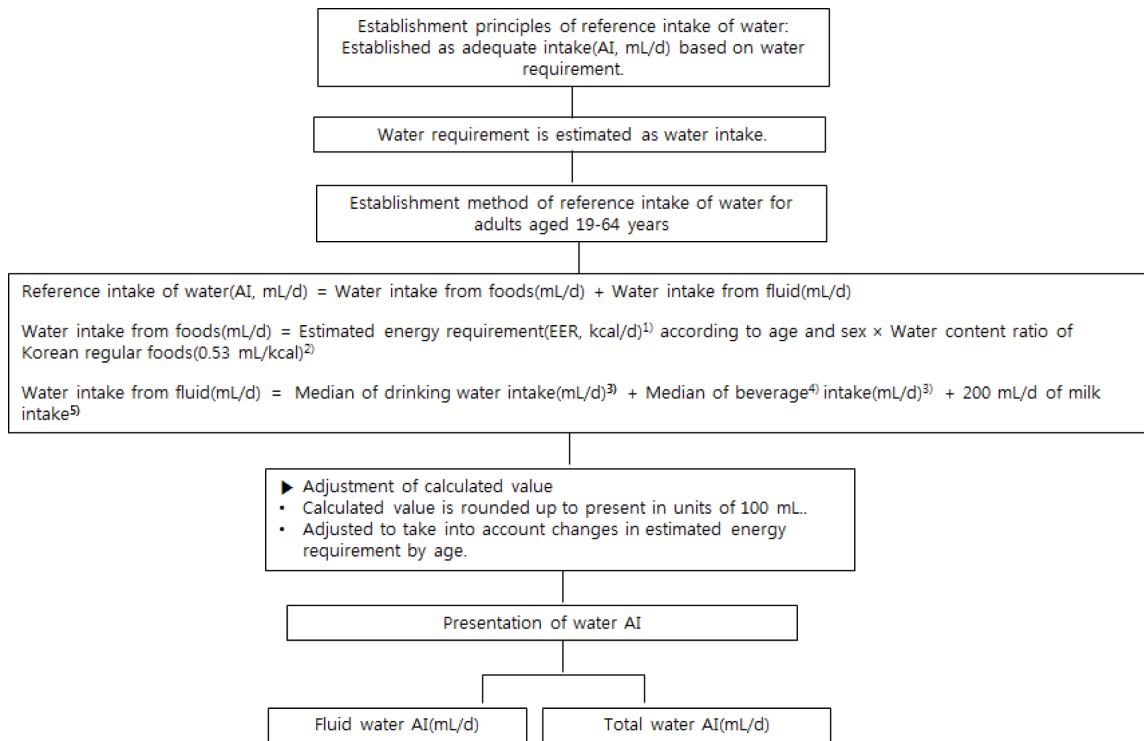 Establishment principles of reference intake of water:
Established as adequate intake(AI, mL/d) based on water
requirement.
Water requirement is estimated as water intake.
Establishment method of reference intake of water for
adults aged 19-64 years
Reference intake of water(AI, mL/d) = Water intake from foods(mL/d) + Water intake from fluid(mL/d)
Water intake from foods(mL/d) = Estimated energy requirement(EER, kcal/d)1) according to age and sex × Water content ratio of
Korean regular foods(0.53 mL/kcal)2)
Water intake from fluid(mL/d) = Median of drinking water intake(mL/d)3) + Median of beverage4) intake(mL/d)3) + 200 mL/d of milk
intake5)
▶ Adjustment of calculated value
• Calculated value is rounded up to present in units of 100 mL..
• Adjusted to take into account changes in estimated energy
requirement by age.
Presentation of water AI
Fluid water AI(mL/d)
Total water AI(mL/d)